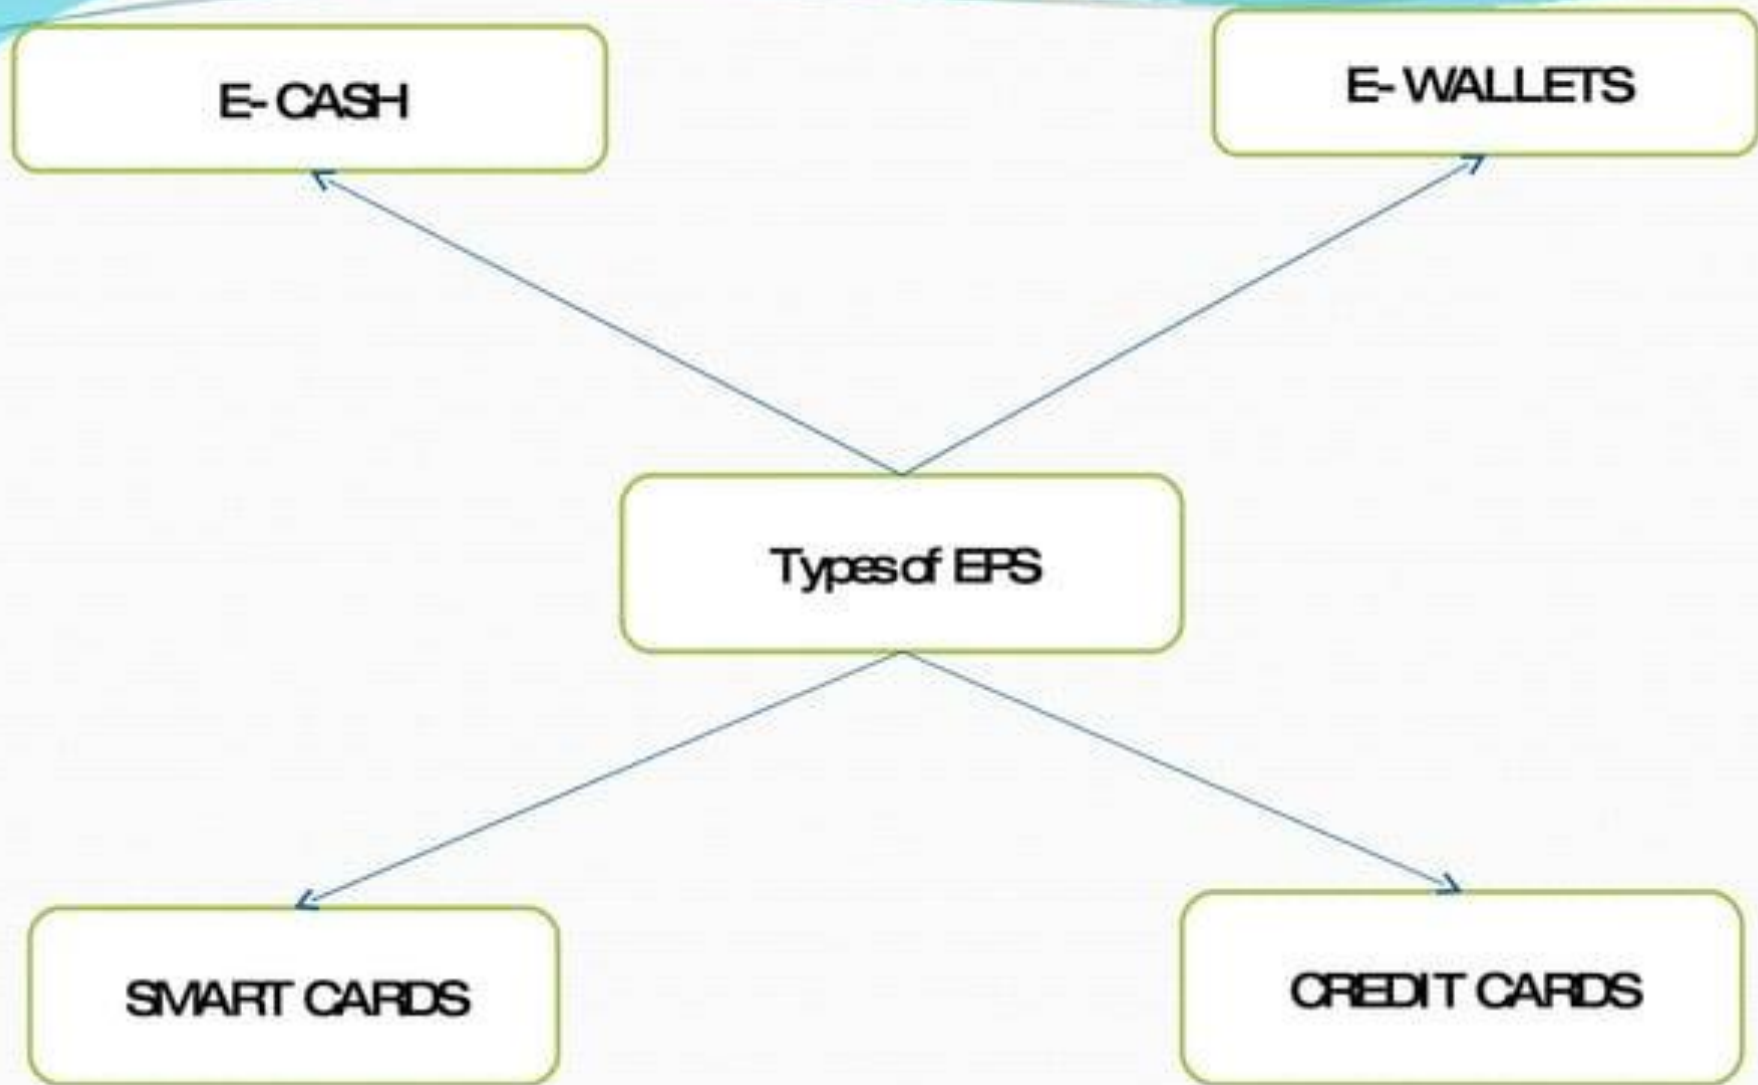 E- CASH
E- WALLETS
Types of EPS
SMART CARDS
CREDIT CARDS